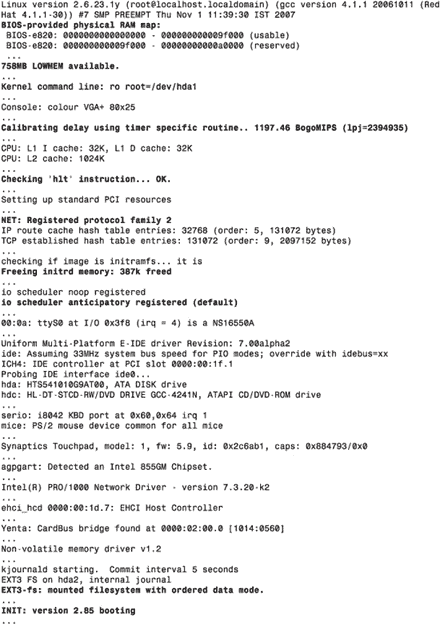 Linux version 2.6.23.1y (root@localhost.localdomain) (gcc version 4.1.1 20061011 (Red
Hat 4.1.1-30)) #7 SMP PREEMPT Thu Nov 1 11:39:30 IST 2007
BIOS-provided physical RAM map:
BIOS-e820: 0000000000000000 - 000000000009f000 (usable)
BIOS-e820: 000000000009f000 - 00000000000a0000 (reserved)
...
758MB LOWMEM available.
...
Kernel command line: ro root=/dev/hda1
...
Console: colour VGA+ 80x25
...
Calibrating delay using timer specific routine.. 1197.46 BogoMIPS (lpj=2394935)
...
CPU: L1 I cache: 32K, L1 D cache: 32K
CPU: L2 cache: 1024K
...
Checking 'hlt' instruction... OK.
...
Setting up standard PCI resources
...
NET: Registered protocol family 2
IP route cache hash table entries: 32768 (order: 5, 131072 bytes)
TCP established hash table entries: 131072 (order: 9, 2097152 bytes)
...
checking if image is initramfs... it is
Freeing initrd memory: 387k freed
...
io scheduler noop registered
io scheduler anticipatory registered (default)
...
00:0a: ttyS0 at I/O 0x3f8 (irq = 4) is a NS16550A
...
Uniform Multi-Platform E-IDE driver Revision: 7.00alpha2
ide: Assuming 33MHz system bus speed for PIO modes; override with idebus=xx
ICH4: IDE controller at PCI slot 0000:00:1f.1
Probing IDE interface ide0...
hda: HTS541010G9AT00, ATA DISK drive
hdc: HL-DT-STCD-RW/DVD DRIVE GCC-4241N, ATAPI CD/DVD-ROM drive
...
serio: i8042 KBD port at 0x60,0x64 irq 1
mice: PS/2 mouse device common for all mice
...
Synaptics Touchpad, model: 1, fw: 5.9, id: 0x2c6ab1, caps: 0x884793/0x0
...
agpgart: Detected an Intel 855GM Chipset.
...
Intel(R) PRO/1000 Network Driver - version 7.3.20-k2
...
ehci_hcd 0000:00:1d.7: EHCI Host Controller
...
Yenta: CardBus bridge found at 0000:02:00.0 [1014:0560]
...
Non-volatile memory driver v1.2
...
kjournald starting.  Commit interval 5 seconds
EXT3 FS on hda2, internal journal
EXT3-fs: mounted filesystem with ordered data mode.
...
INIT: version 2.85 booting
...